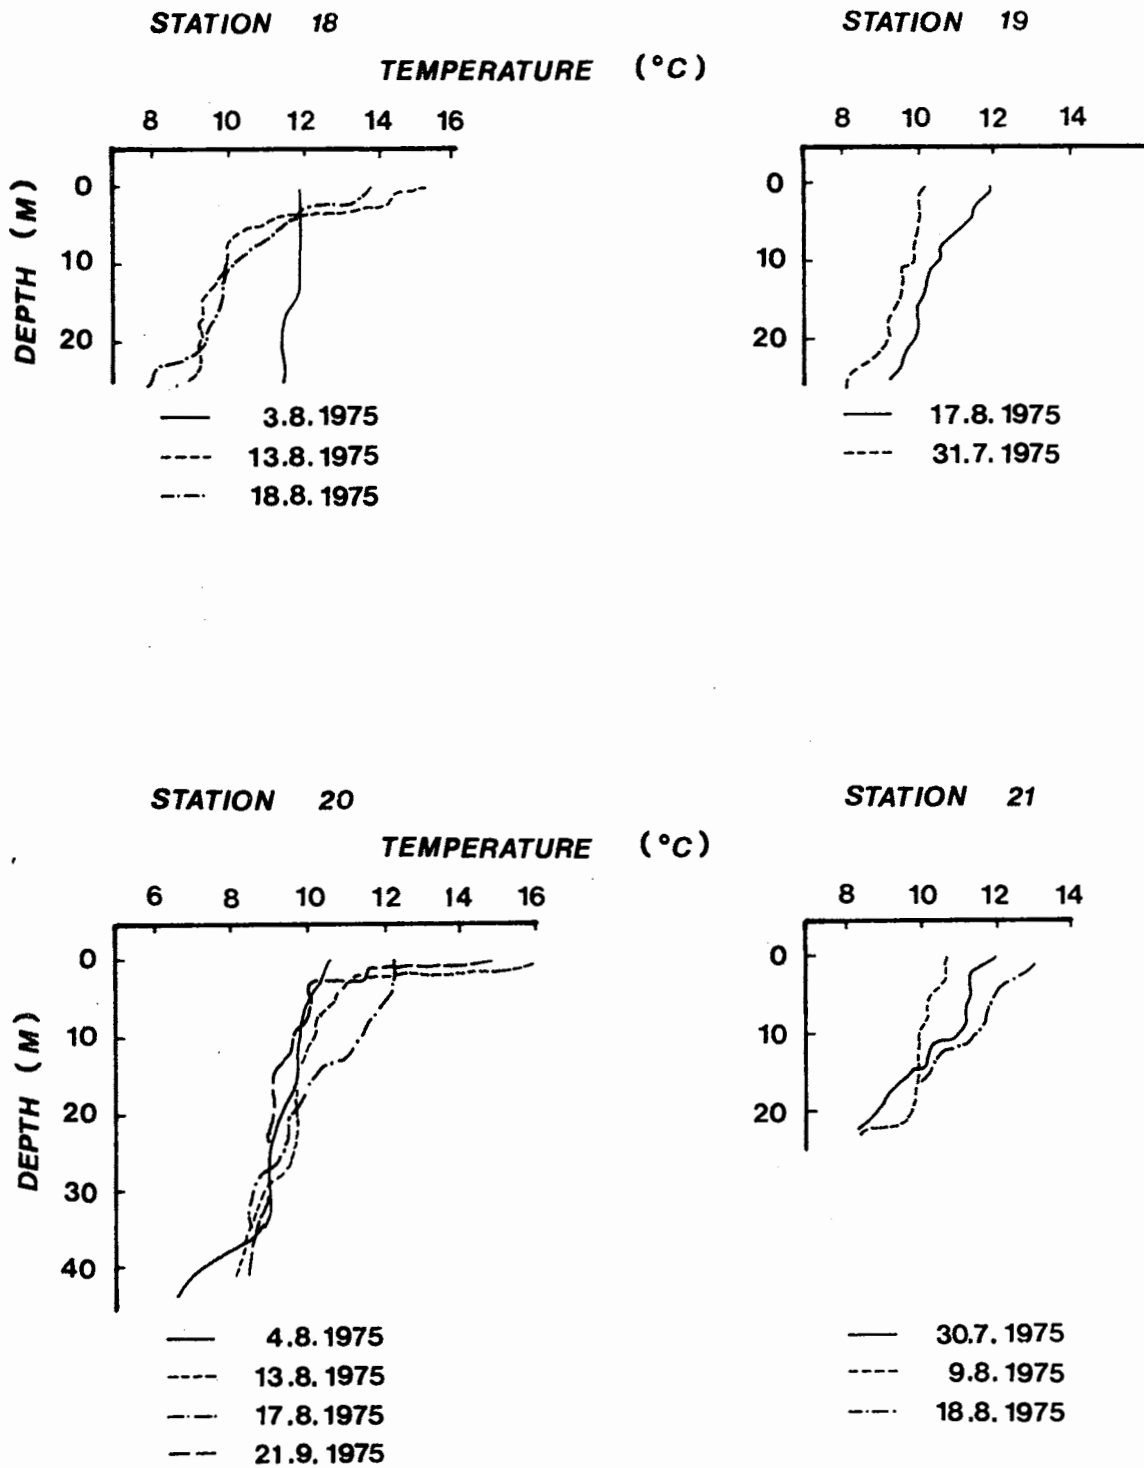 STATION 18
STATION 19
TEMPERATURE (°C)
8 10 12 14 16
8 10 12 14
DEPTH (M)
0
10
20
0
10
20
3.8.1975
13.8.1975
18.8.1975
17.8.1975
31.7.1975
STATION 20
STATION 21
TEMPERATURE (°C)
6 8 10 12 14 16
8 10 12 14
DEPTH (M)
0
10
20
30
40
0
10
20
4.8.1975
13.8.1975
17.8.1975
21.9.1975
30.7.1975
9.8.1975
18.8.1975